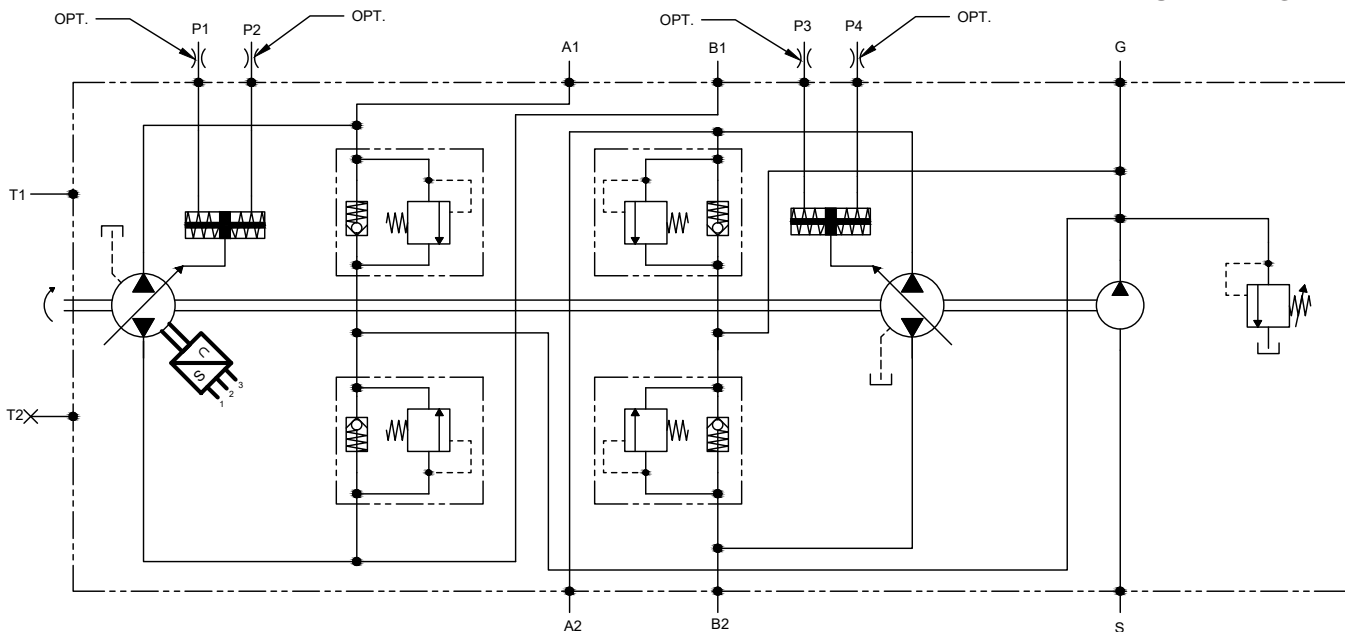 OPT. P1 P2 OPT. A1 B1 OPT. P3 P4 OPT. G
T1
U
S
1 2 3
T2
A2 B2 S